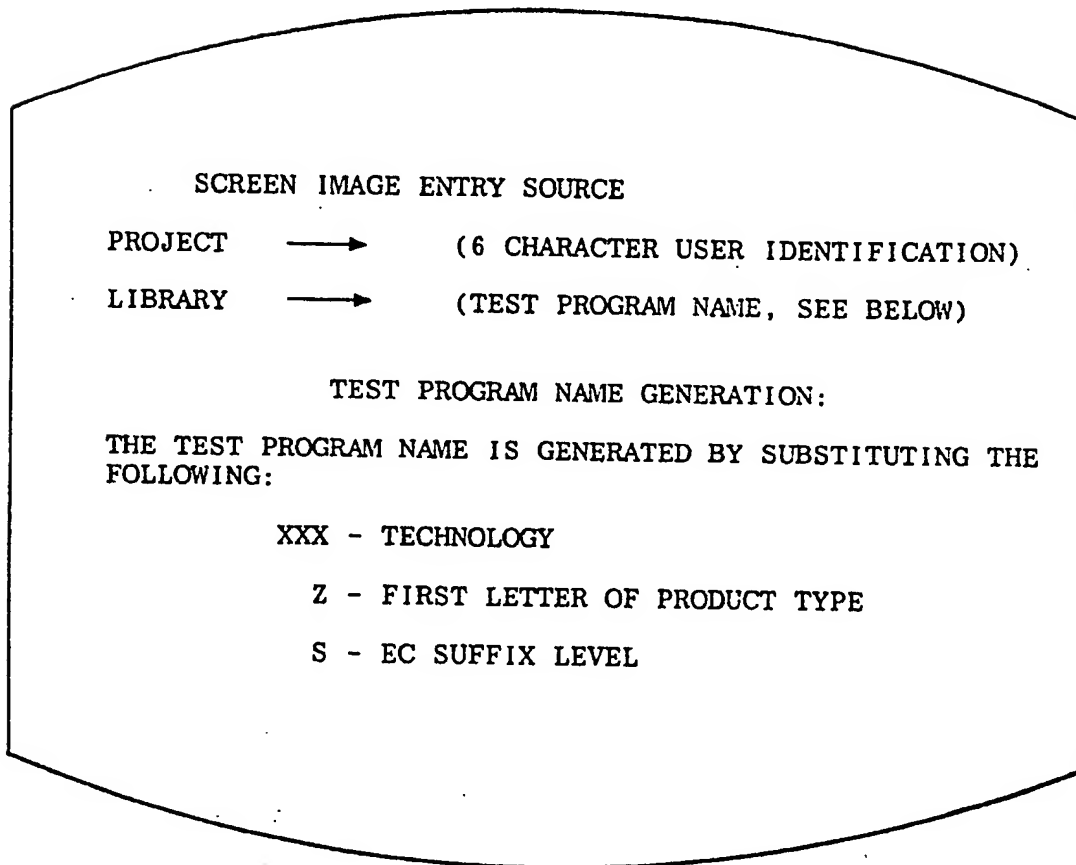 SCREEN IMAGE ENTRY SOURCE
PROJECT → (6 CHARACTER USER IDENTIFICATION)
LIBRARY → (TEST PROGRAM NAME, SEE BELOW)
TEST PROGRAM NAME GENERATION:
THE TEST PROGRAM NAME IS GENERATED BY SUBSTITUTING THE
FOLLOWING:
XXX - TECHNOLOGY
Z - FIRST LETTER OF PRODUCT TYPE
S - EC SUFFIX LEVEL